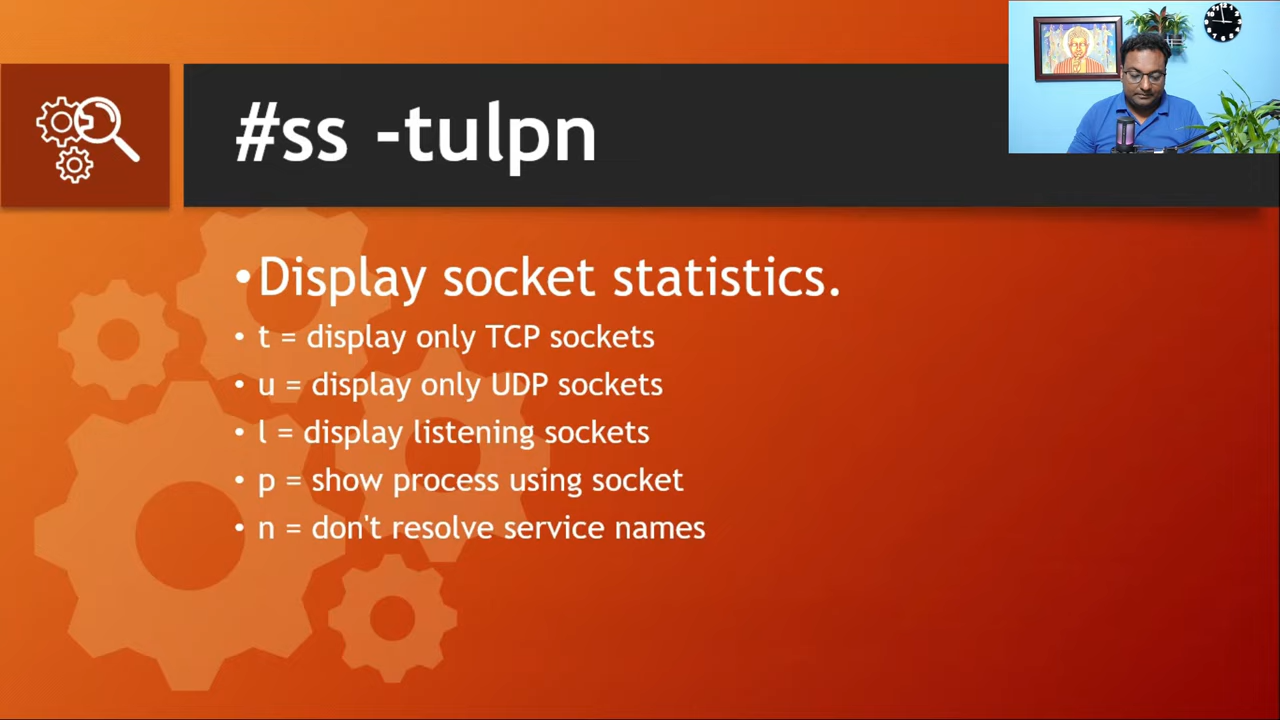 #ss -tulpn
•Display socket statistics.
• t = display only TCP sockets
• u = display only UDP sockets
• l = display listening sockets
• p = show process using socket
• n = don't resolve service names